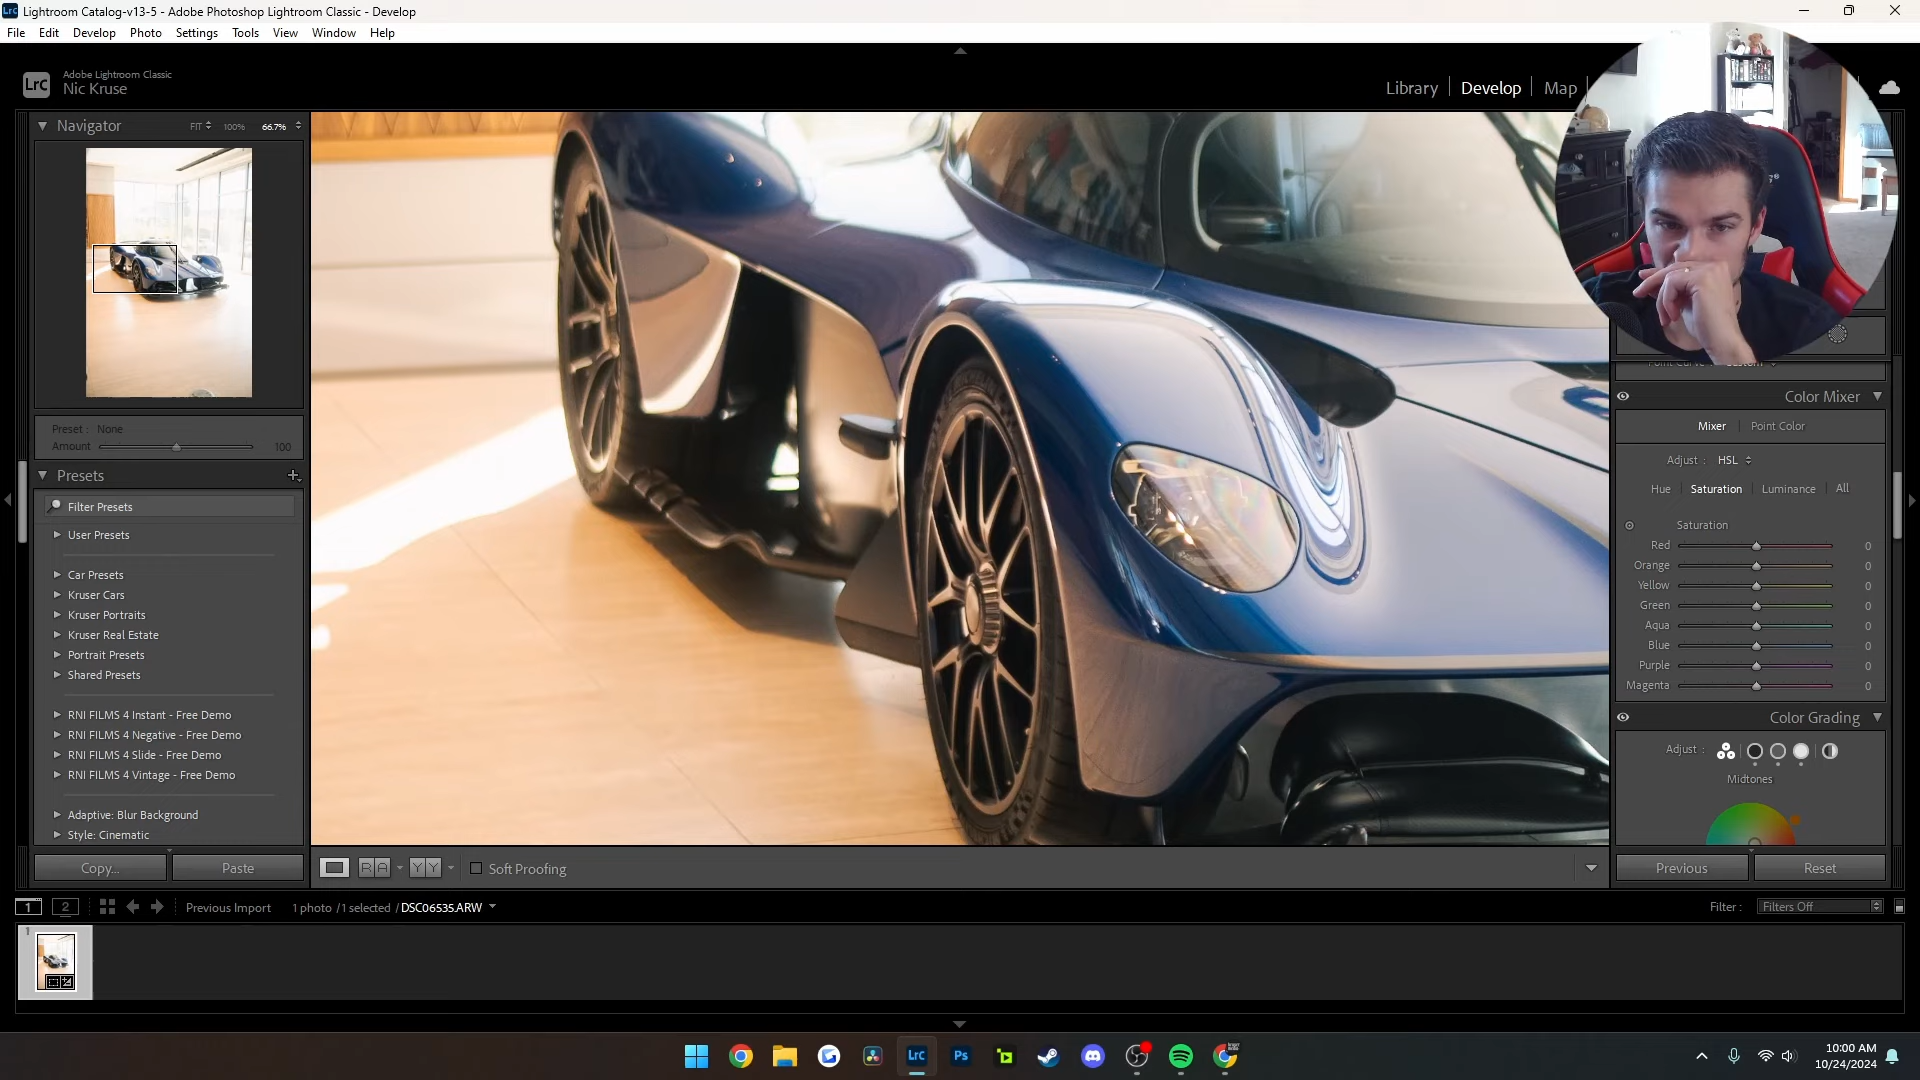 Lightroom Catalog-v13-5 - Adobe Photoshop Lightroom Classic - Develop
File Edit Develop Photo Settings Tools View Window Help
LrC Adobe Lightroom Classic
Nic Kruse
Library Develop Map
Navigator FIT 100% 66.7%
Preset : None
Amount 100
Presets
Filter Presets
User Presets
Car Presets
Kruser Cars
Kruser Portraits
Kruser Real Estate
Portrait Presets
Shared Presets
RNI FILMS 4 Instant - Free Demo
RNI FILMS 4 Negative - Free Demo
RNI FILMS 4 Slide - Free Demo
RNI FILMS 4 Vintage - Free Demo
Adaptive: Blur Background
Style: Cinematic
Copy... Paste
R A Y Y Soft Proofing
Point Curve : Custom
Color Mixer
Mixer Point Color
Adjust : HSL
Hue Saturation Luminance All
Saturation
Red 0
Orange 0
Yellow 0
Green 0
Aqua 0
Blue 0
Purple 0
Magenta 0
Color Grading
Adjust :
Midtones
Previous Reset
1 2 Previous Import 1 photo / 1 selected / DSC06535.ARW Filter : Filters Off
1
LrC Ps
10:00 AM
10/24/2024